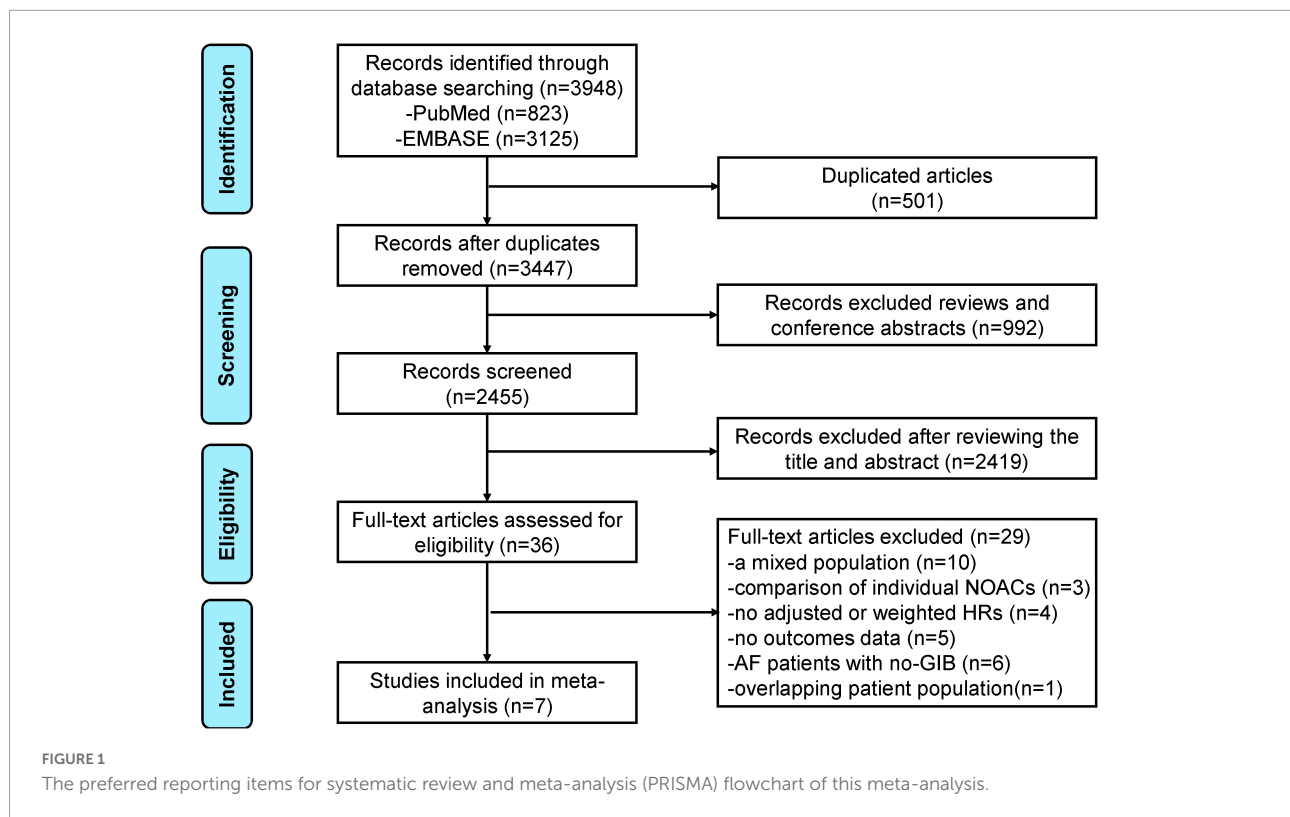 Identification
Records identified through
database searching (n=3948)
-PubMed (n=823)
-EMBASE (n=3125)
Duplicated articles
(n=501)
Records after duplicates
removed (n=3447)
Screening
Records excluded reviews and
conference abstracts (n=992)
Records screened
(n=2455)
Records excluded after reviewing the
title and abstract (n=2419)
Eligibility
Full-text articles assessed for
eligibility (n=36)
Full-text articles excluded (n=29)
-a mixed population (n=10)
-comparison of individual NOACs (n=3)
-no adjusted or weighted HRs (n=4)
-no outcomes data (n=5)
-AF patients with no-GIB (n=6)
-overlapping patient population(n=1)
Included
Studies included in meta-
analysis (n=7)
FIGURE 1
The preferred reporting items for systematic review and meta-analysis (PRISMA) flowchart of this meta-analysis.